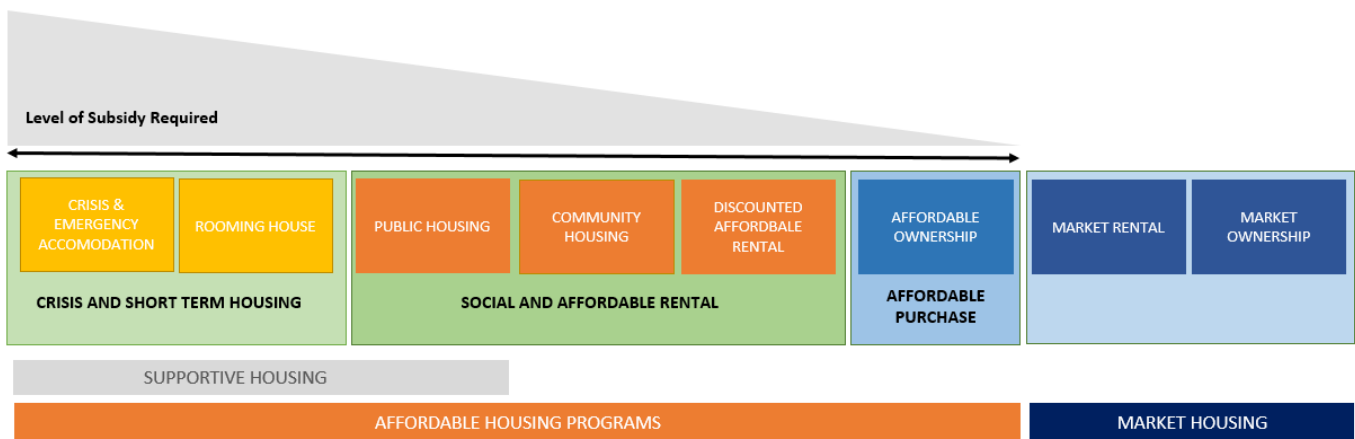 Level of Subsidy Required
CRISIS &
EMERGENCY
ACCOMODATION
ROOMING HOUSE
PUBLIC HOUSING
COMMUNITY
HOUSING
DISCOUNTED
AFFORDBALE
RENTAL
AFFORDABLE
OWNERSHIP
MARKET RENTAL
MARKET
OWNERSHIP
CRISIS AND SHORT TERM HOUSING
SOCIAL AND AFFORDABLE RENTAL
AFFORDABLE
PURCHASE
SUPPORTIVE HOUSING
AFFORDABLE HOUSING PROGRAMS
MARKET HOUSING